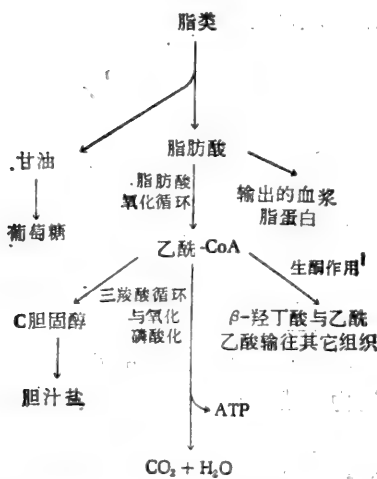 脂类
甘油
脂肪酸
脂肪酸
氧化循环
输出的血浆
脂蛋白
葡萄糖
乙酰-CoA
生酮作用
C胆固醇
三羧酸循环
与氧化
磷酸化
β-羟丁酸与乙酰
乙酸输往其它组织
胆汁盐
ATP
CO₂ + H₂O